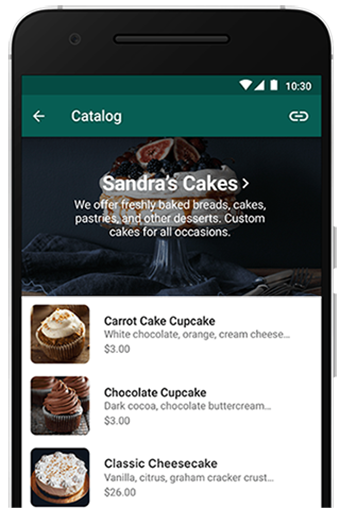 10:30
Catalog
Sandra's Cakes
We offer freshly baked breads, cakes,
pastries, and other desserts. Custom
cakes for all occasions.
Carrot Cake Cupcake
White chocolate, orange, cream cheese...
$3.00
Chocolate Cupcake
Dark cocoa, chocolate buttercream...
$3.00
Classic Cheesecake
Vanilla, citrus, graham cracker crust...
$26.00